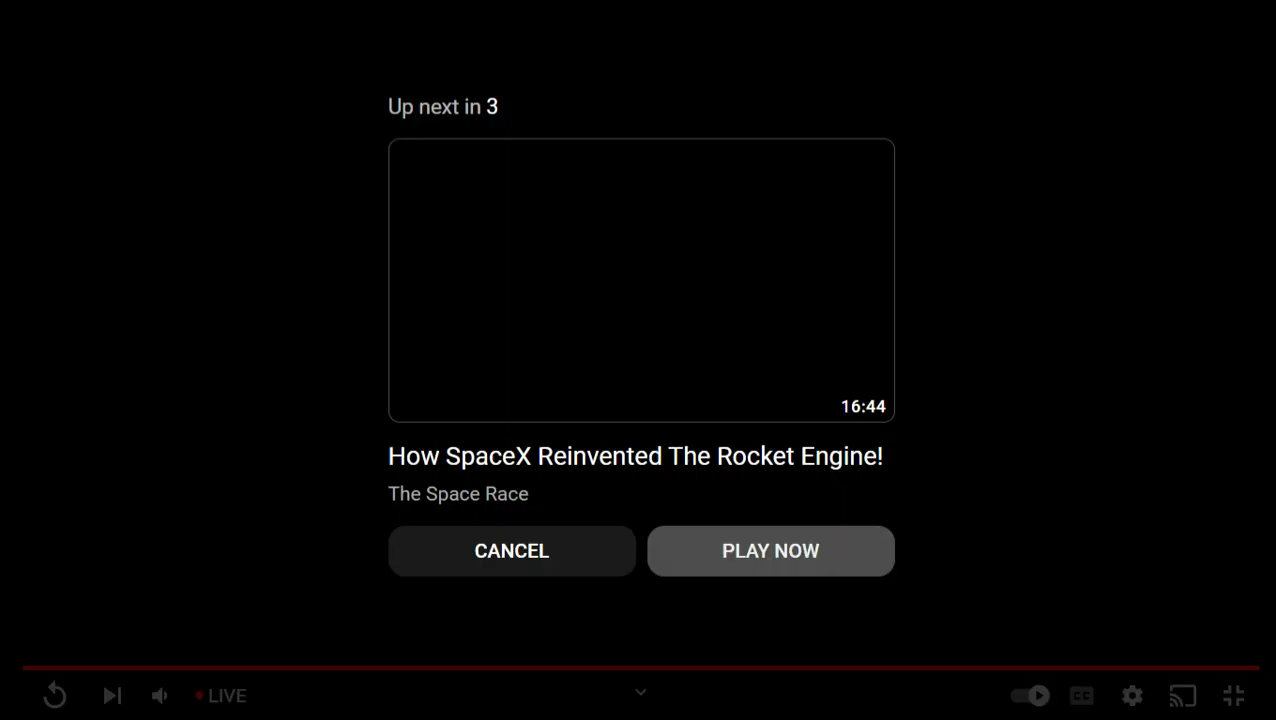 Up next in 3
16:44
How SpaceX Reinvented The Rocket Engine!
The Space Race
CANCEL
PLAY NOW
LIVE
CC